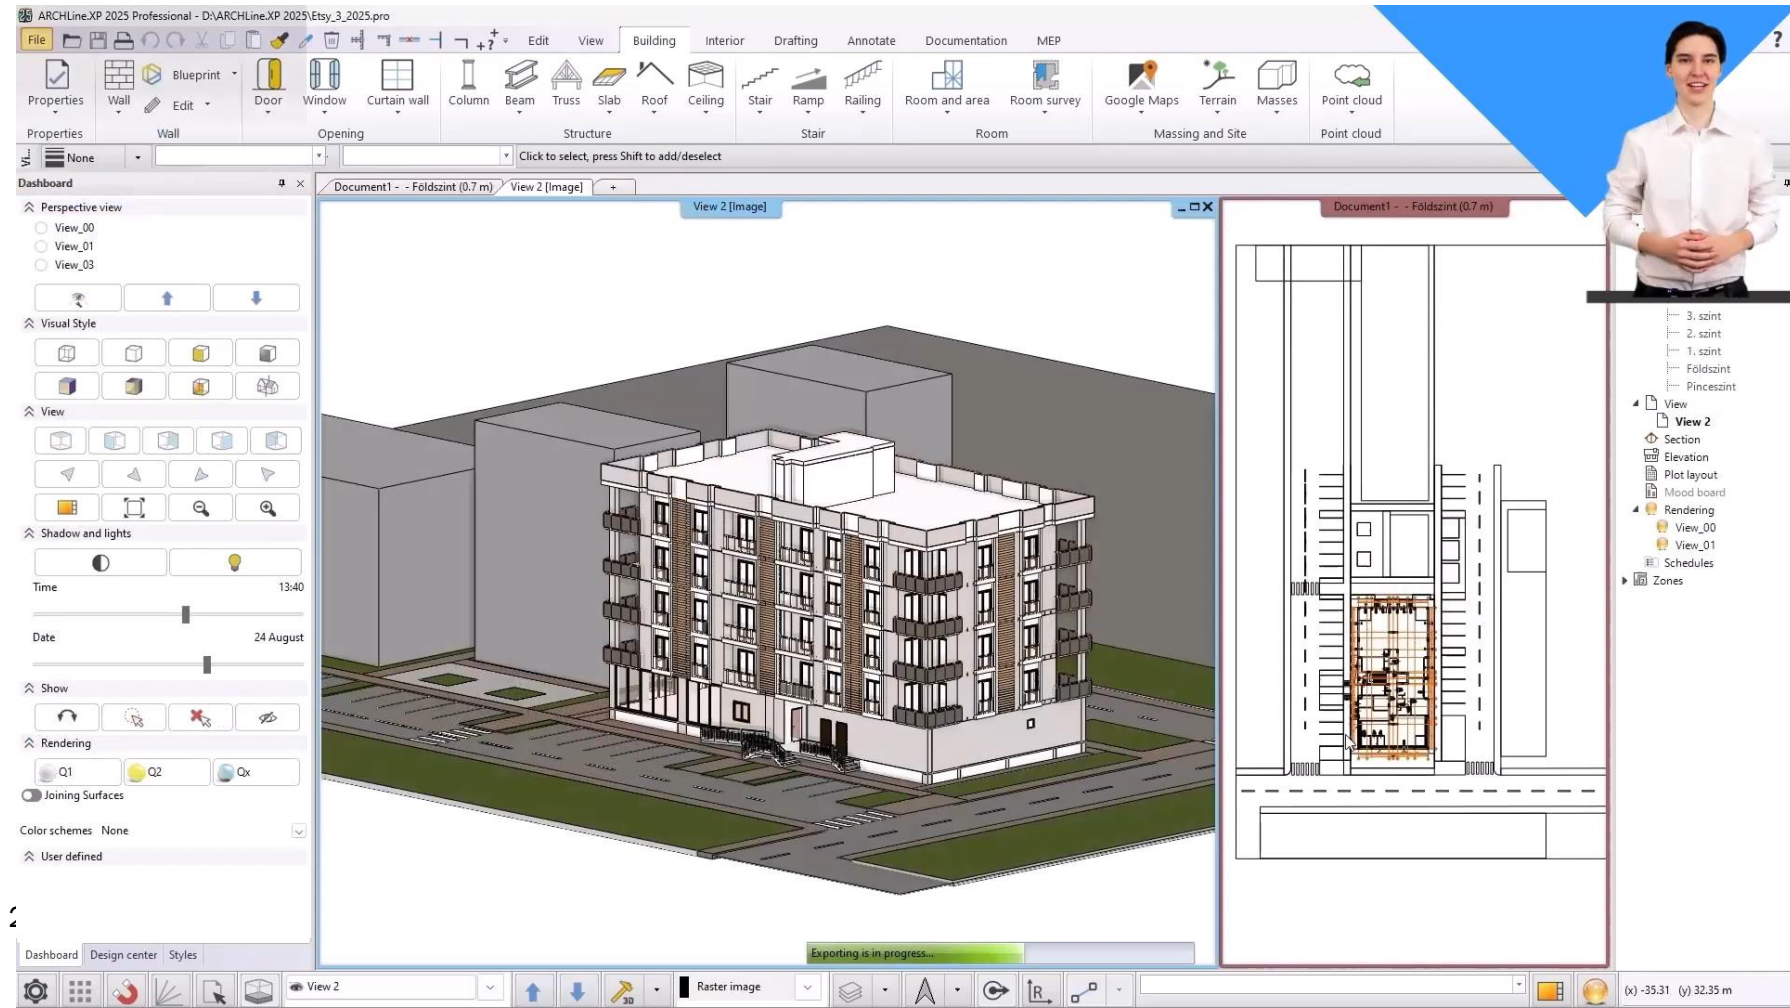 ARCHLine.XP 2025 Professional - D:\ARCHLine.XP 2025\Etsy_3_2025.pro
File Edit View Building Interior Drafting Annotate Documentation MEP ?
Blueprint
Edit
Properties Wall Door Window Curtain wall Column Beam Truss Slab Roof Ceiling Stair Ramp Railing Room and area Room survey Google Maps Terrain Masses Point cloud
Properties Wall Opening Structure Stair Room Massing and Site Point cloud
Vi... None Click to select, press Shift to add/deselect
Dashboard
Document1 - - Földszint (0.7 m) View 2 [Image] +
View 2 [Image]
Document1 - - Földszint (0.7 m)
Perspective view
View_00
View_01
View_03
Visual Style
View
Shadow and lights
Time 13:40
Date 24 August
Show
Rendering
Q1 Q2 Qx
Joining Surfaces
Color schemes None
User defined
3. szint
2. szint
1. szint
Földszint
Pinceszint
View
View 2
Section
Elevation
Plot layout
Mood board
Rendering
View_00
View_01
Schedules
Zones
Exporting is in progress...
Dashboard Design center Styles
View 2 3D Raster image R (x) -35.31 (y) 32.35 m